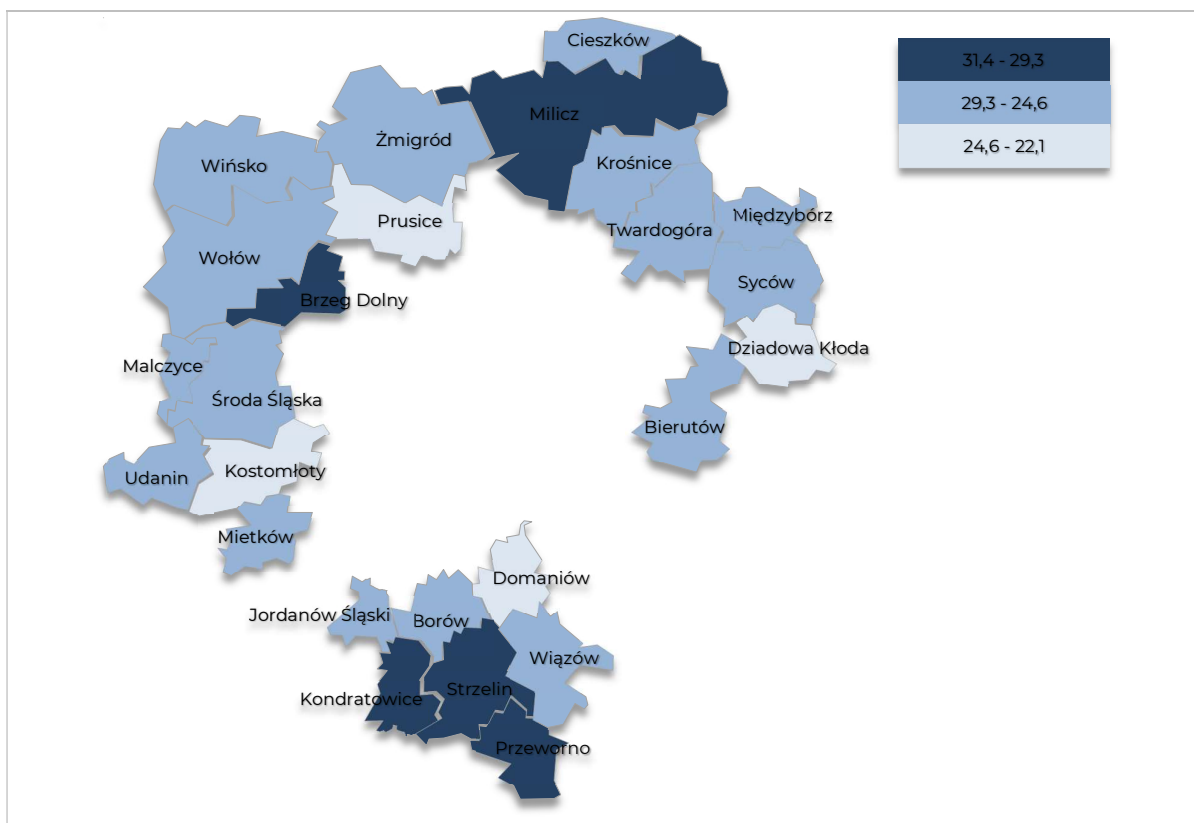 Cieszków
31,4 - 29,3
29,3 - 24,6
24,6 - 22,1
Milicz
Żmigród
Wińsko
Krośnice
Prusice
Międzybórz
Twardogóra
Wołów
Syców
Brzeg Dolny
Dziadowa Kłoda
Malczyce
Środa Śląska
Bierutów
Udanin
Kostomłoty
Mietków
Domaniów
Jordanów Śląski
Borów
Wiązów
Strzelin
Kondratowice
Przeworno